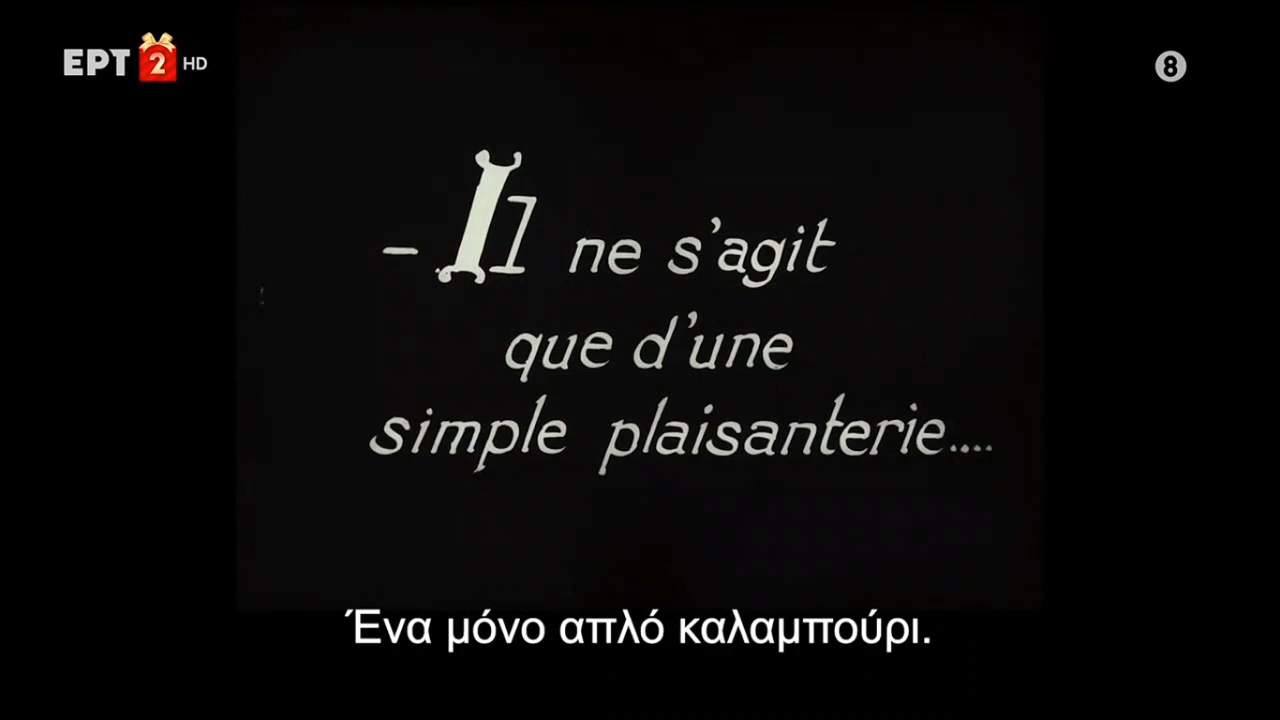 ΕΡΤ 2 HD
8
– Il ne s'agit
que d'une
simple plaisanterie....
Ένα μόνο απλό καλαμπούρι.